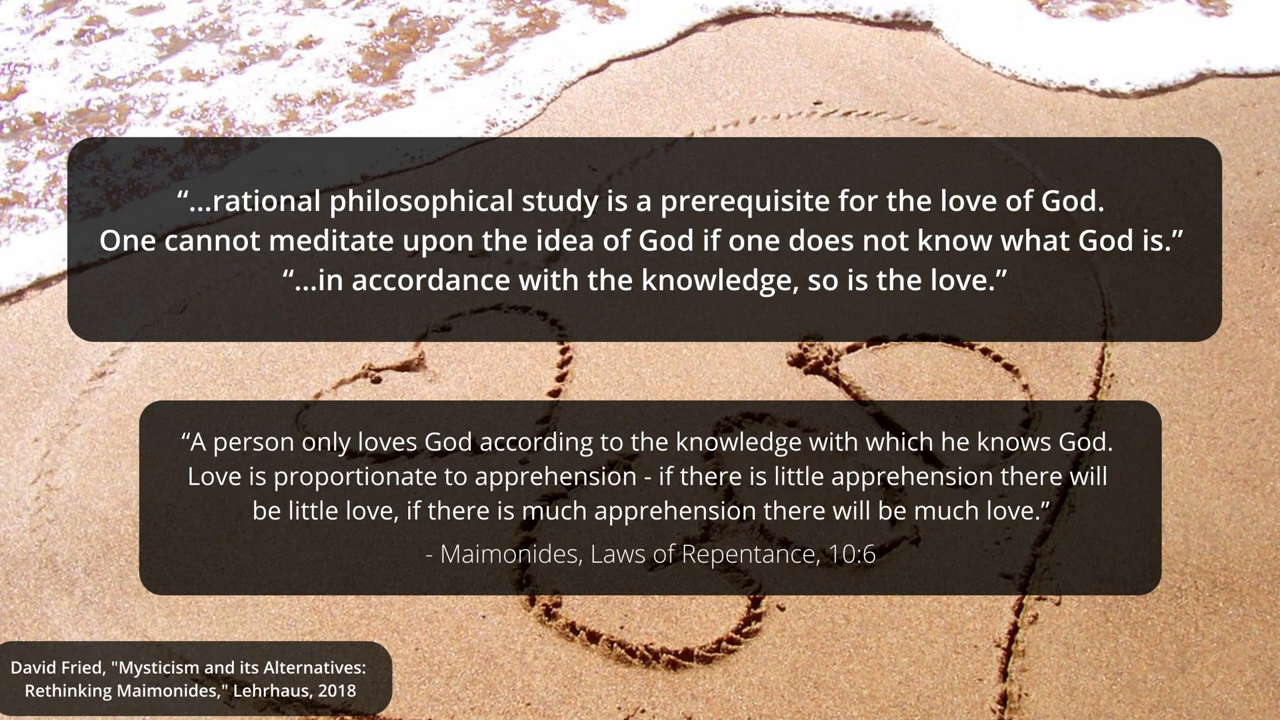 “...rational philosophical study is a prerequisite for the love of God.
One cannot meditate upon the idea of God if one does not know what God is.”
“...in accordance with the knowledge, so is the love.”
“A person only loves God according to the knowledge with which he knows God.
Love is proportionate to apprehension - if there is little apprehension there will
be little love, if there is much apprehension there will be much love.”
- Maimonides, Laws of Repentance, 10:6
David Fried, "Mysticism and its Alternatives:
Rethinking Maimonides," Lehrhaus, 2018